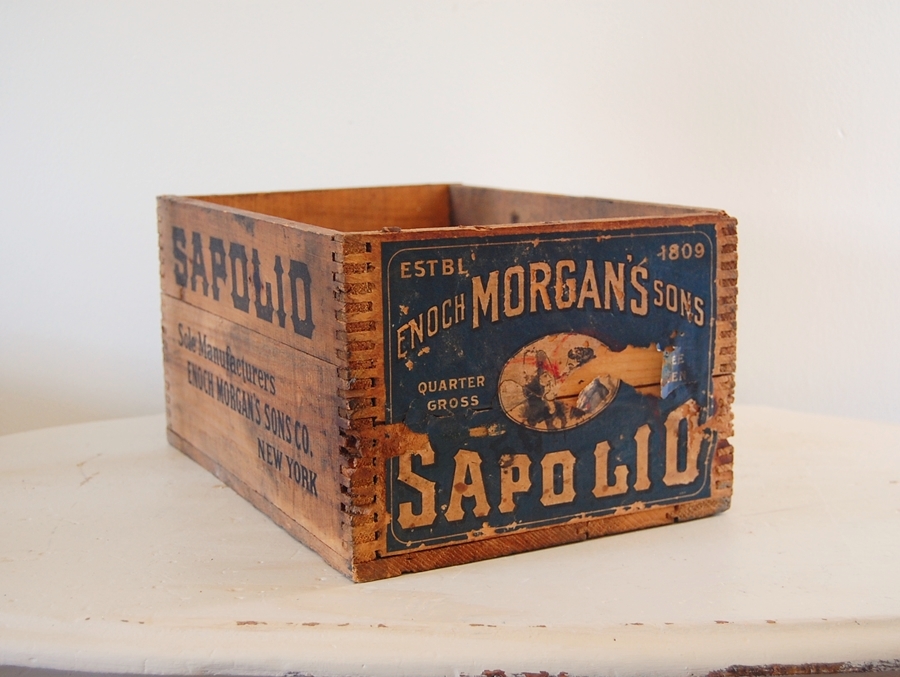 SAPOLIO
Sole Manufacturers
ENOCH MORGAN'S SONS CO.
NEW YORK
ESTBL 1809
ENOCH MORGAN'S SONS
QUARTER
GROSS
SAPOLIO